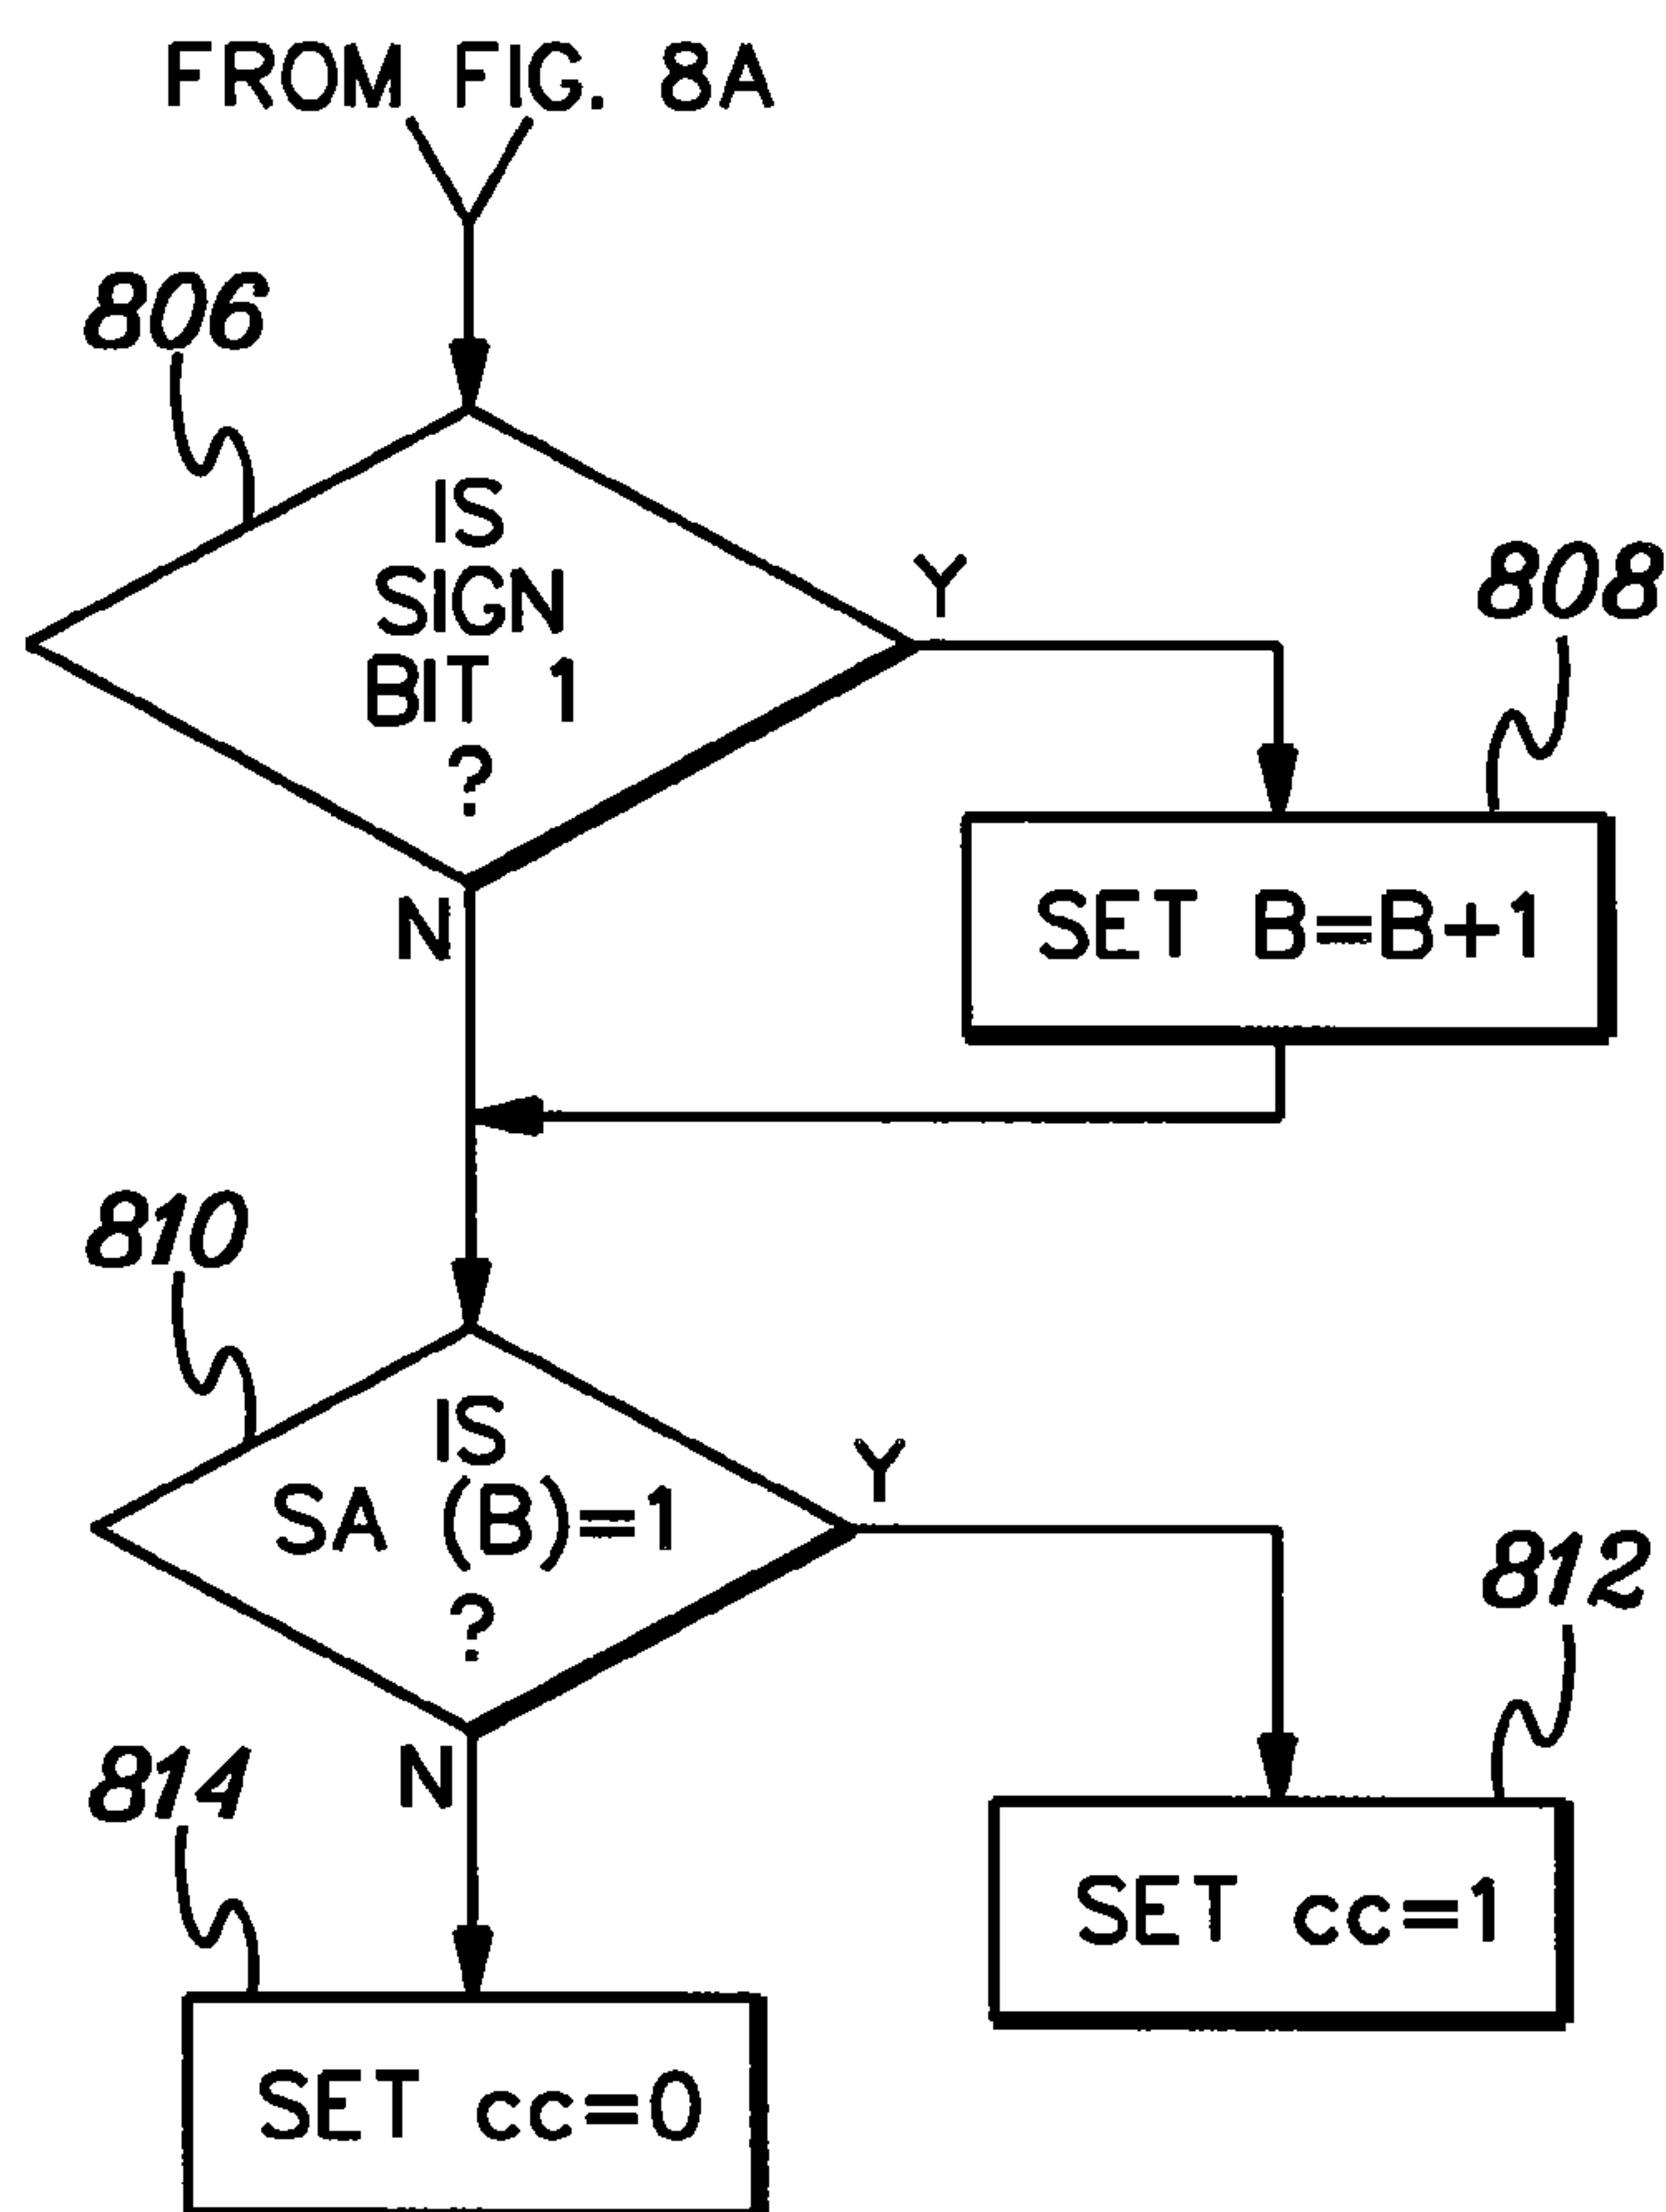 FROM FIG. 8A
806
IS
SIGN
BIT 1
?
Y
808
SET B=B+1
N
810
IS
SA (B)=1
?
Y
812
SET cc=1
N
814
SET cc=0